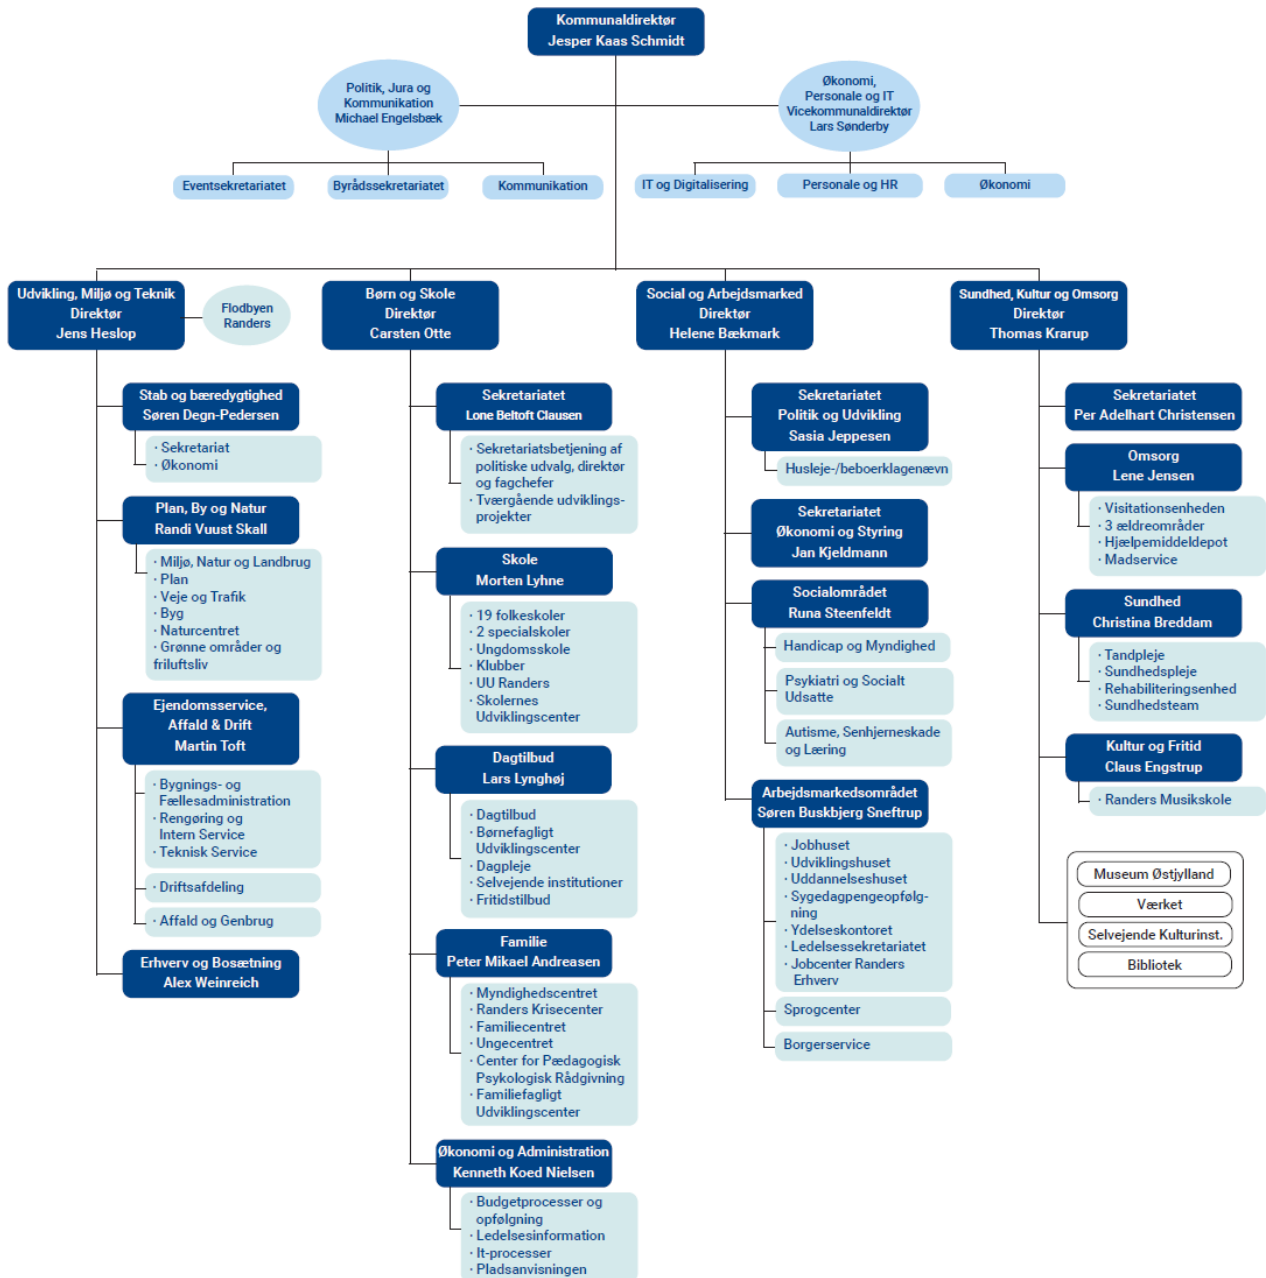 Kommunaldirektør
Jesper Kaas Schmidt
Politik, Jura og
Kommunikation
Michael Engelsbæk
Økonomi,
Personale og IT
Vicekommunaldirektør
Lars Sønderby
Eventsekretariatet
Byrådssekretariatet
Kommunikation
IT og Digitalisering
Personale og HR
Økonomi
Udvikling, Miljø og Teknik
Direktør
Jens Heslop
Flodbyen
Randers
Stab og bæredygtighed
Søren Degn-Pedersen
· Sekretariat
· Økonomi
Plan, By og Natur
Randi Vuust Skall
· Miljø, Natur og Landbrug
· Plan
· Veje og Trafik
· Byg
· Naturcentret
· Grønne områder og
friluftsliv
Ejendomsservice,
Affald & Drift
Martin Toft
· Bygnings- og
Fællesadministration
· Rengøring og
Intern Service
· Teknisk Service
· Driftsafdeling
· Affald og Genbrug
Erhverv og Bosætning
Alex Weinreich
Børn og Skole
Direktør
Carsten Otte
Sekretariatet
Lone Beltoft Clausen
· Sekretariatsbetjening af
politiske udvalg, direktør
og fagchefer
· Tværgående udviklings-
projekter
Skole
Morten Lyhne
· 19 folkeskoler
· 2 specialskoler
· Ungdomsskole
· Klubber
· UU Randers
· Skolernes
Udviklingscenter
Dagtilbud
Lars Lynghøj
· Dagtilbud
· Børnefagligt
Udviklingscenter
· Dagpleje
· Selvejende institutioner
· Fritidstilbud
Familie
Peter Mikael Andreasen
· Myndighedscentret
· Randers Krisecenter
· Familiecentret
· Ungecentret
· Center for Pædagogisk
Psykologisk Rådgivning
· Familiefagligt
Udviklingscenter
Økonomi og Administration
Kenneth Koed Nielsen
· Budgetprocesser og
opfølgning
· Ledelsesinformation
· It-processer
· Pladsanvisningen
Social og Arbejdsmarked
Direktør
Helene Bækmark
Sekretariatet
Politik og Udvikling
Sasia Jeppesen
Husleje-/beboerklagenævn
Sekretariatet
Økonomi og Styring
Jan Kjeldmann
Socialområdet
Runa Steenfeldt
Handicap og Myndighed
Psykiatri og Socialt
Udsatte
Autisme, Senhjerneskade
og Læring
Arbejdsmarkedsområdet
Søren Buskbjerg Sneftrup
· Jobhuset
· Udviklingshuset
· Uddannelseshuset
· Sygedagpengeopfølg-
ning
· Ydelseskontoret
· Ledelsessekretariatet
· Jobcenter Randers
Erhverv
Sprogcenter
Borgerservice
Sundhed, Kultur og Omsorg
Direktør
Thomas Krarup
Sekretariatet
Per Adelhart Christensen
Omsorg
Lene Jensen
· Visitationsenheden
· 3 ældreområder
· Hjælpemiddeldepot
· Madservice
Sundhed
Christina Breddam
· Tandpleje
· Sundhedspleje
· Rehabiliteringsenhed
· Sundhedsteam
Kultur og Fritid
Claus Engstrup
· Randers Musikskole
Museum Østjylland
Værket
Selvejende Kulturinst.
Bibliotek